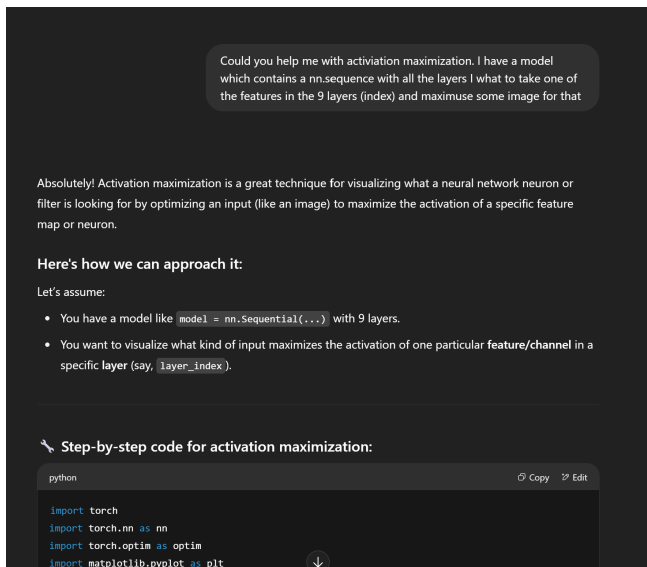 Could you help me with activiation maximization. I have a model
which contains a nn.sequence with all the layers I what to take one of
the features in the 9 layers (index) and maximuse some image for that
Absolutely! Activation maximization is a great technique for visualizing what a neural network neuron or
filter is looking for by optimizing an input (like an image) to maximize the activation of a specific feature
map or neuron.
Here's how we can approach it:
Let's assume:
• You have a model like model = nn.Sequential(...) with 9 layers.
• You want to visualize what kind of input maximizes the activation of one particular feature/channel in a
specific layer (say, layer_index).
🔧 Step-by-step code for activation maximization:
python Copy Edit
import torch
import torch.nn as nn
import torch.optim as optim
import matplotlib.pyplot as plt